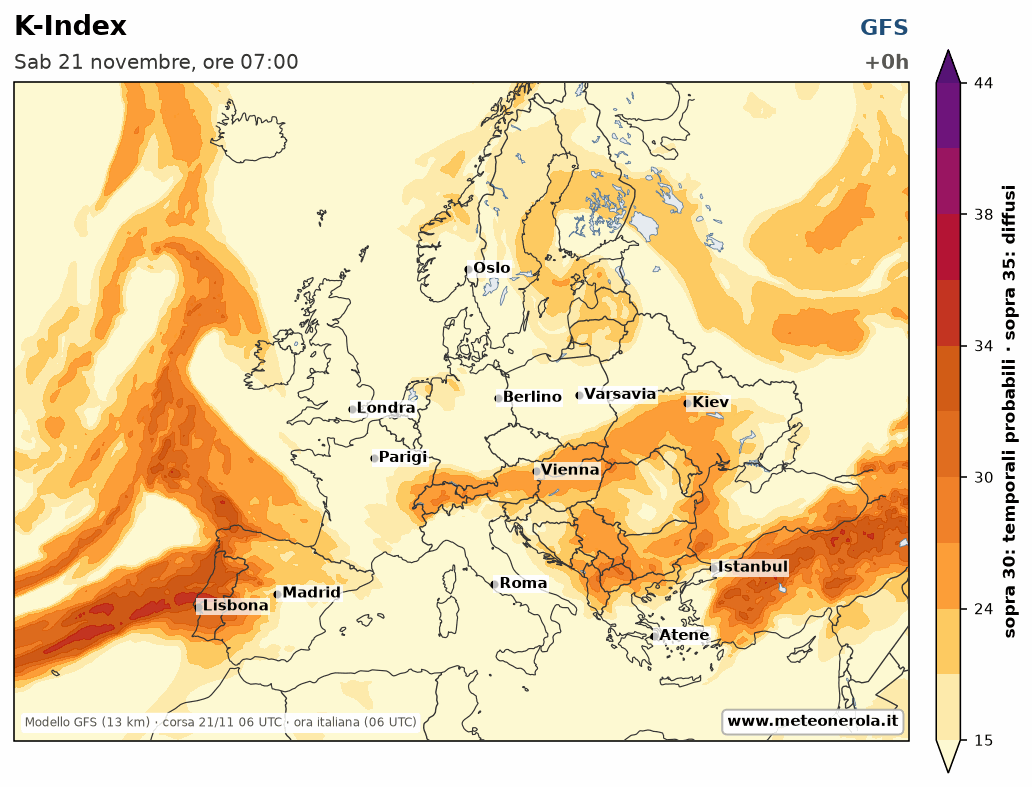 K-Index
GFS
Sab 21 novembre, ore 07:00
+0h
44
38
34
30
24
15
sopra 30: temporali probabili · sopra 35: diffusi
Oslo
Londra
Berlino
Varsavia
Kiev
Parigi
Vienna
Istanbul
Roma
Madrid
Lisbona
Atene
Modello GFS (13 km) · corsa 21/11 06 UTC · ora italiana (06 UTC)
www.meteonerola.it